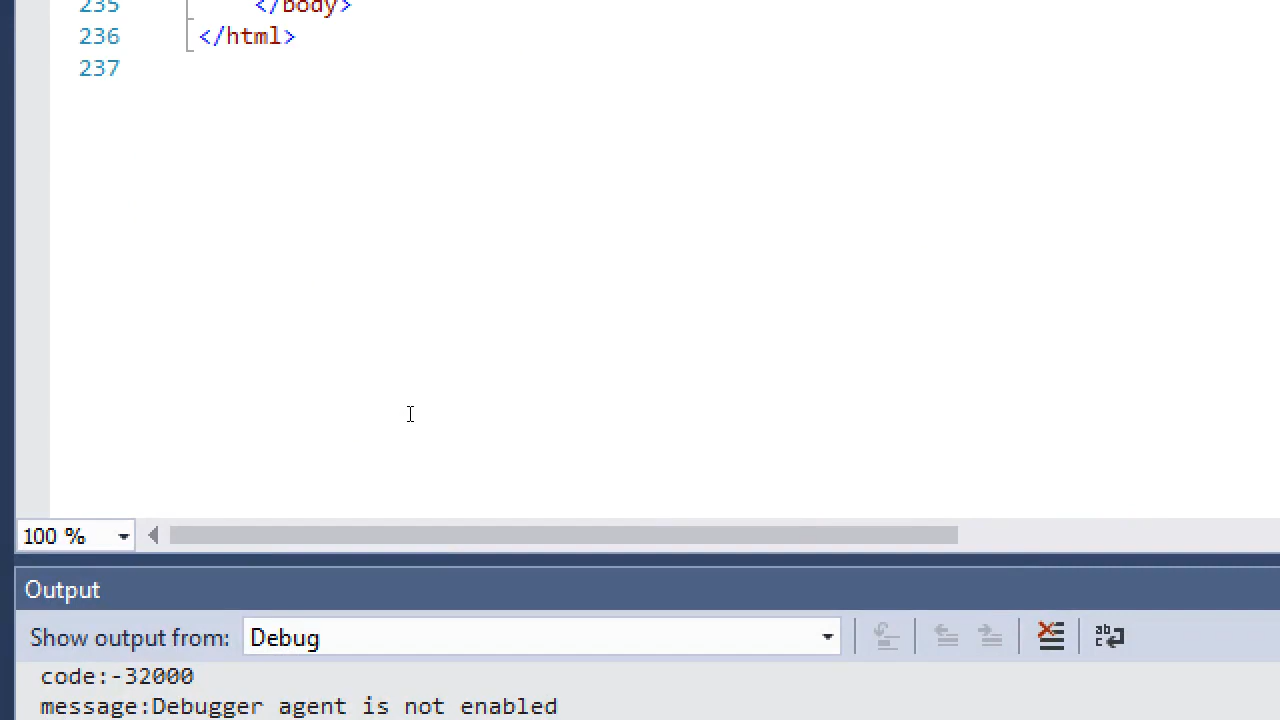 235 </body>
236 </html>
237
100 %
Output
Show output from: Debug
code:-32000
message:Debugger agent is not enabled